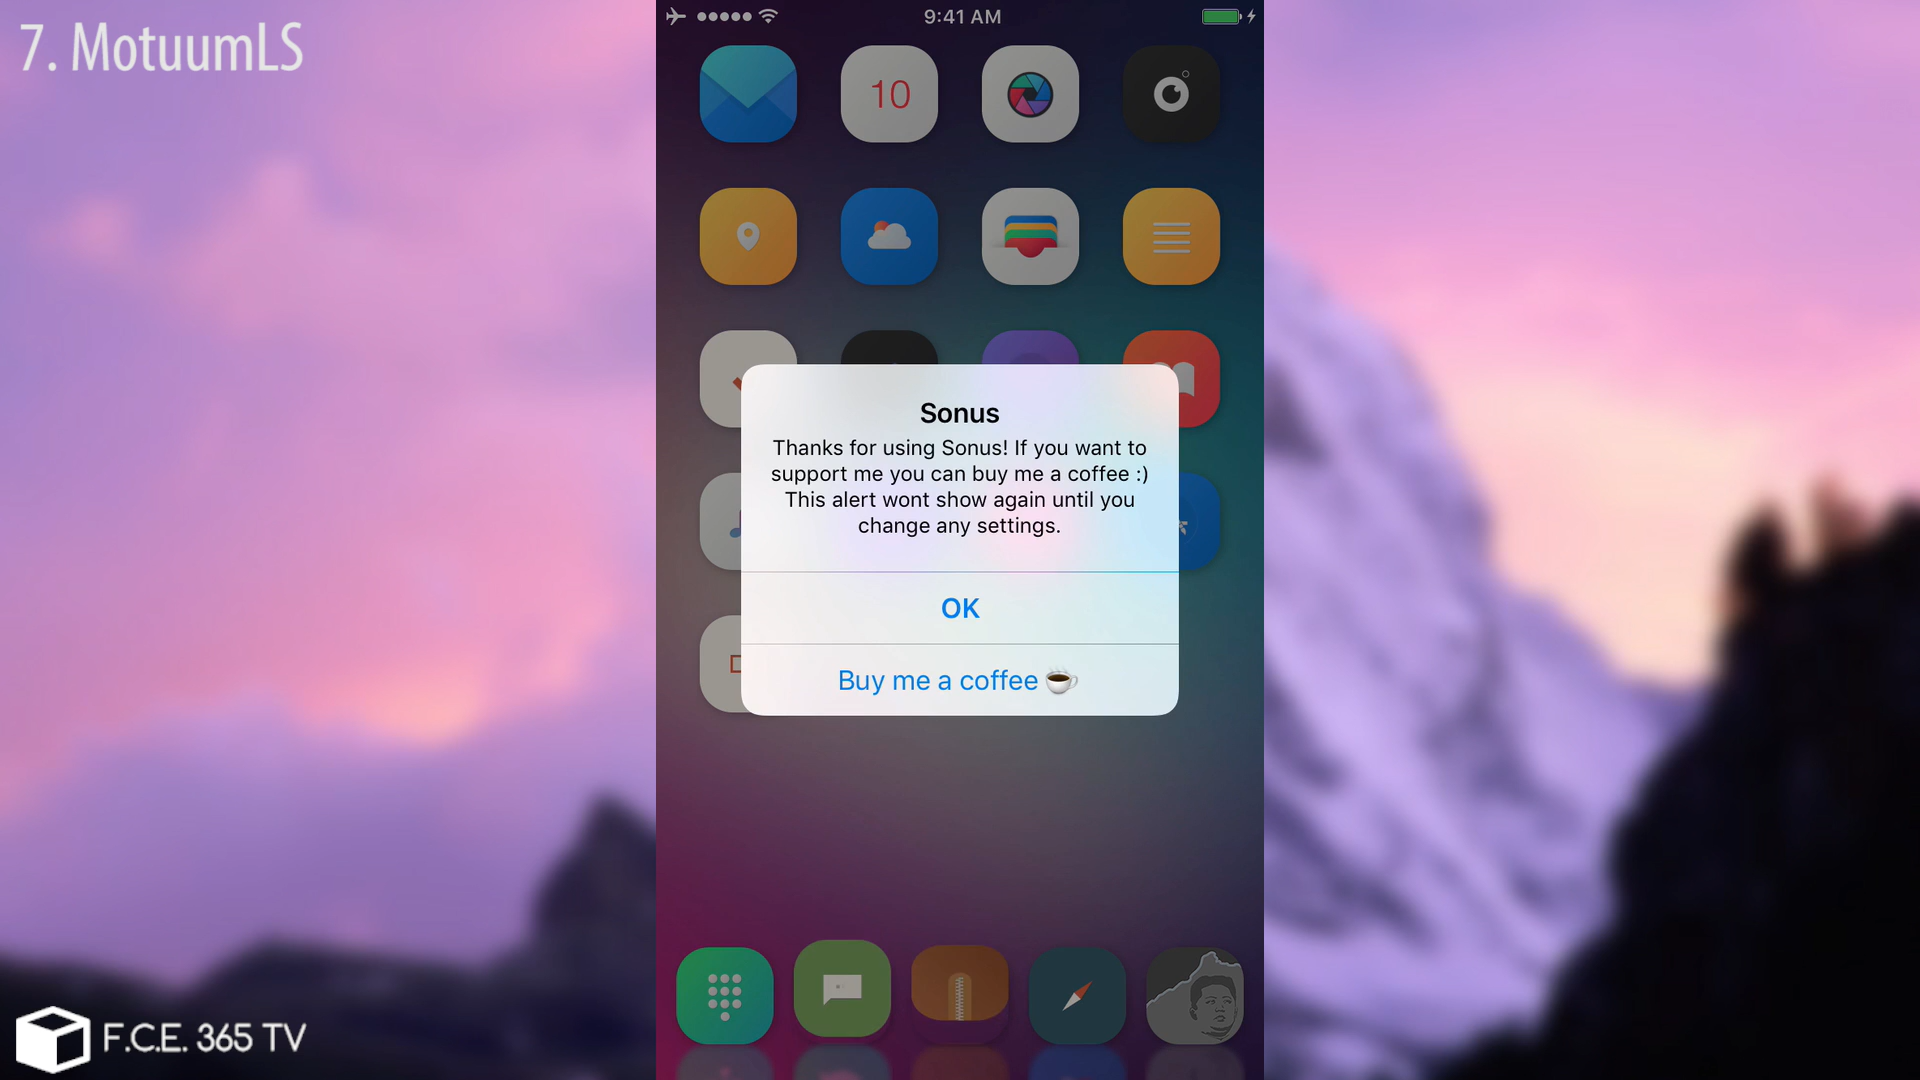 7. MotuumLS
9:41 AM
10
Sonus
Thanks for using Sonus! If you want to
support me you can buy me a coffee :)
This alert wont show again until you
change any settings.
OK
Buy me a coffee ☕
F.C.E. 365 TV